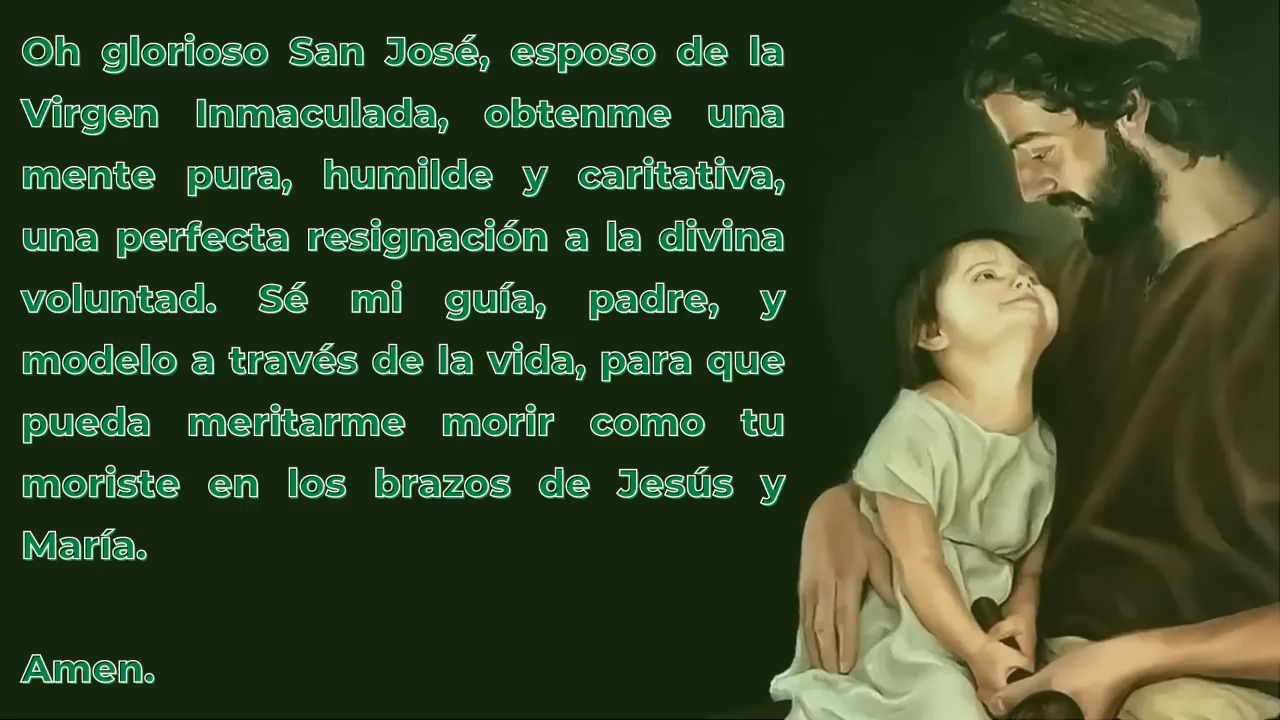 Oh glorioso San José, esposo de la
Virgen Inmaculada, obtenme una
mente pura, humilde y caritativa,
una perfecta resignación a la divina
voluntad. Sé mi guía, padre, y
modelo a través de la vida, para que
pueda meritarme morir como tu
moriste en los brazos de Jesús y
María.
Amen.